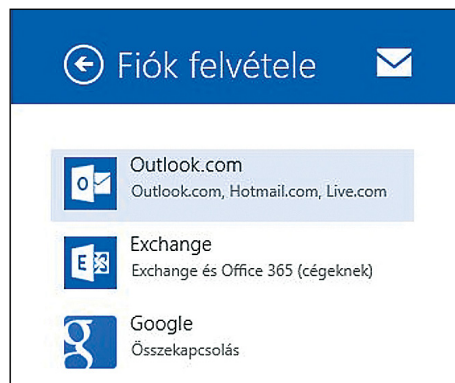 Fiók felvétele
Outlook.com
Outlook.com, Hotmail.com, Live.com
Exchange
Exchange és Office 365 (cégeknek)
Google
Összekapcsolás